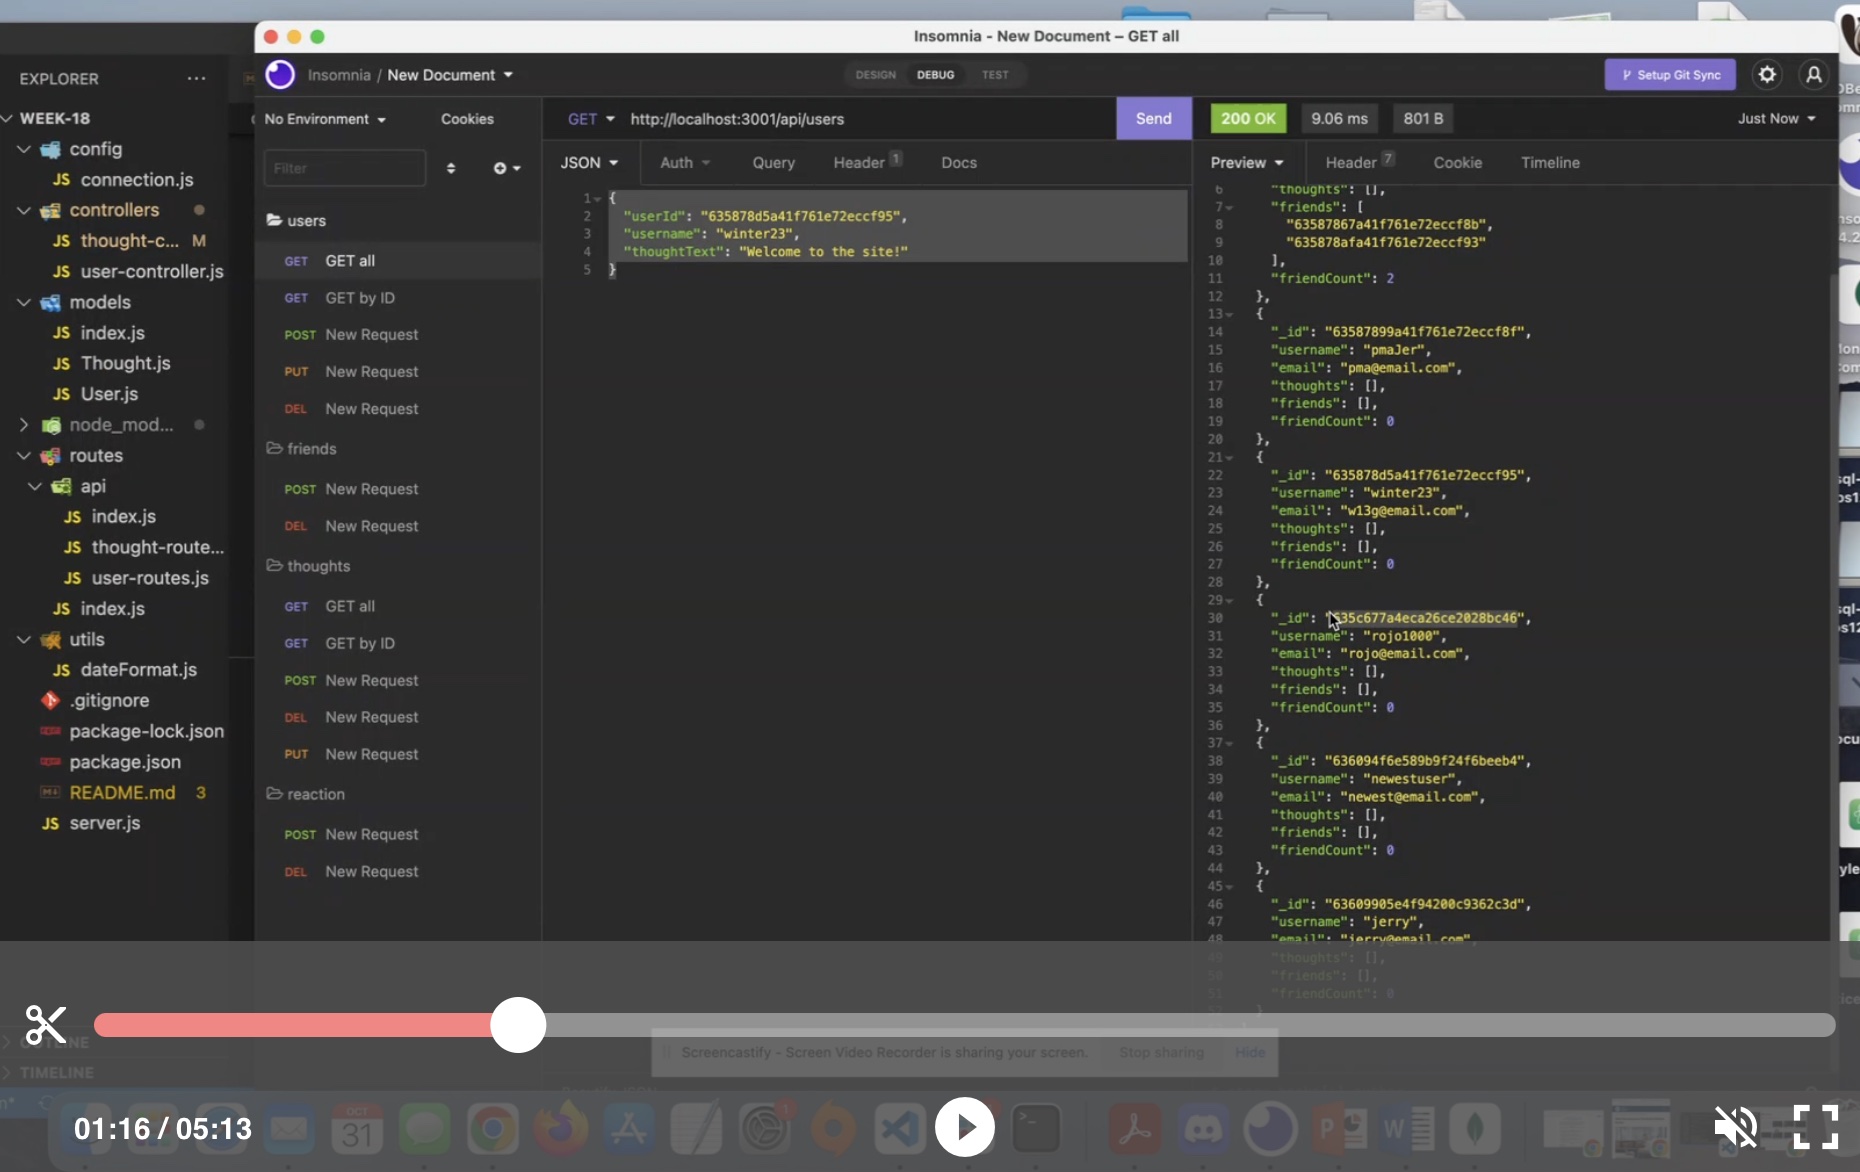 Insomnia - New Document – GET all
EXPLORER
Insomnia / New Document
DESIGN DEBUG TEST
Setup Git Sync
WEEK-18
config
JS connection.js
controllers
JS thought-c... M
JS user-controller.js
models
JS index.js
JS Thought.js
JS User.js
node_mod...
routes
api
JS index.js
JS thought-route...
JS user-routes.js
JS index.js
utils
JS dateFormat.js
.gitignore
package-lock.json
package.json
README.md 3
JS server.js
OUTLINE
TIMELINE
No Environment Cookies
Filter
users
GET GET all
GET GET by ID
POST New Request
PUT New Request
DEL New Request
friends
POST New Request
DEL New Request
thoughts
GET GET all
GET GET by ID
POST New Request
DEL New Request
PUT New Request
reaction
POST New Request
DEL New Request
GET http://localhost:3001/api/users Send
JSON Auth Query Header 1 Docs
1 {
2 "userId": "635878d5a41f761e72eccf95",
3 "username": "winter23",
4 "thoughtText": "Welcome to the site!"
5 }
200 OK 9.06 ms 801 B Just Now
Preview Header 7 Cookie Timeline
6 "thoughts": [],
7 "friends": [
8 "63587867a41f761e72eccf8b",
9 "635878afa41f761e72eccf93"
10 ],
11 "friendCount": 2
12 },
13 {
14 "_id": "63587899a41f761e72eccf8f",
15 "username": "pmaJer",
16 "email": "pma@email.com",
17 "thoughts": [],
18 "friends": [],
19 "friendCount": 0
20 },
21 {
22 "_id": "635878d5a41f761e72eccf95",
23 "username": "winter23",
24 "email": "w13g@email.com",
25 "thoughts": [],
26 "friends": [],
27 "friendCount": 0
28 },
29 {
30 "_id": "635c677a4eca26ce2028bc46",
31 "username": "rojo1000",
32 "email": "rojo@email.com",
33 "thoughts": [],
34 "friends": [],
35 "friendCount": 0
36 },
37 {
38 "_id": "636094f6e589b9f24f6beeb4",
39 "username": "newestuser",
40 "email": "newest@email.com",
41 "thoughts": [],
42 "friends": [],
43 "friendCount": 0
44 },
45 {
46 "_id": "63609905e4f94200c9362c3d",
47 "username": "jerry",
48 "email": "jerry@email.com",
49 "thoughts": [],
50 "friends": [],
51 "friendCount": 0
52 }
Screencastify - Screen Video Recorder is sharing your screen. Stop sharing Hide
OCT
31
01:16 / 05:13